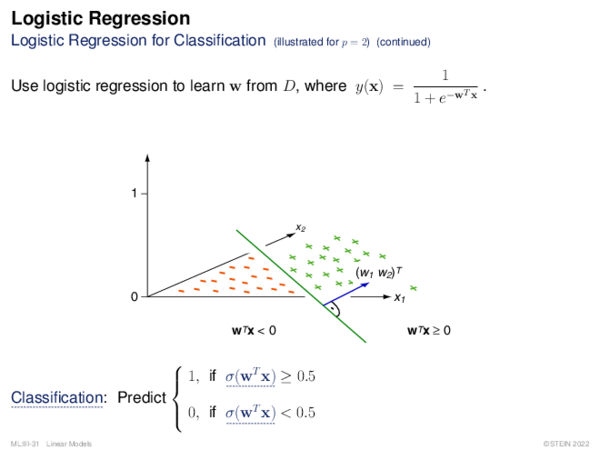 Logistic Regression
Logistic Regression for Classification (illustrated for p = 2) (continued)
Use logistic regression to learn w from D, where y(x) = 1 / (1 + e^{−w^T x}) .
1
x2
(w1 w2)^T
0
x1
w^T x < 0
w^T x ≥ 0
Classification: Predict { 1, if σ(w^T x) ≥ 0.5
0, if σ(w^T x) < 0.5
ML:III-31 Linear Models
©STEIN 2022